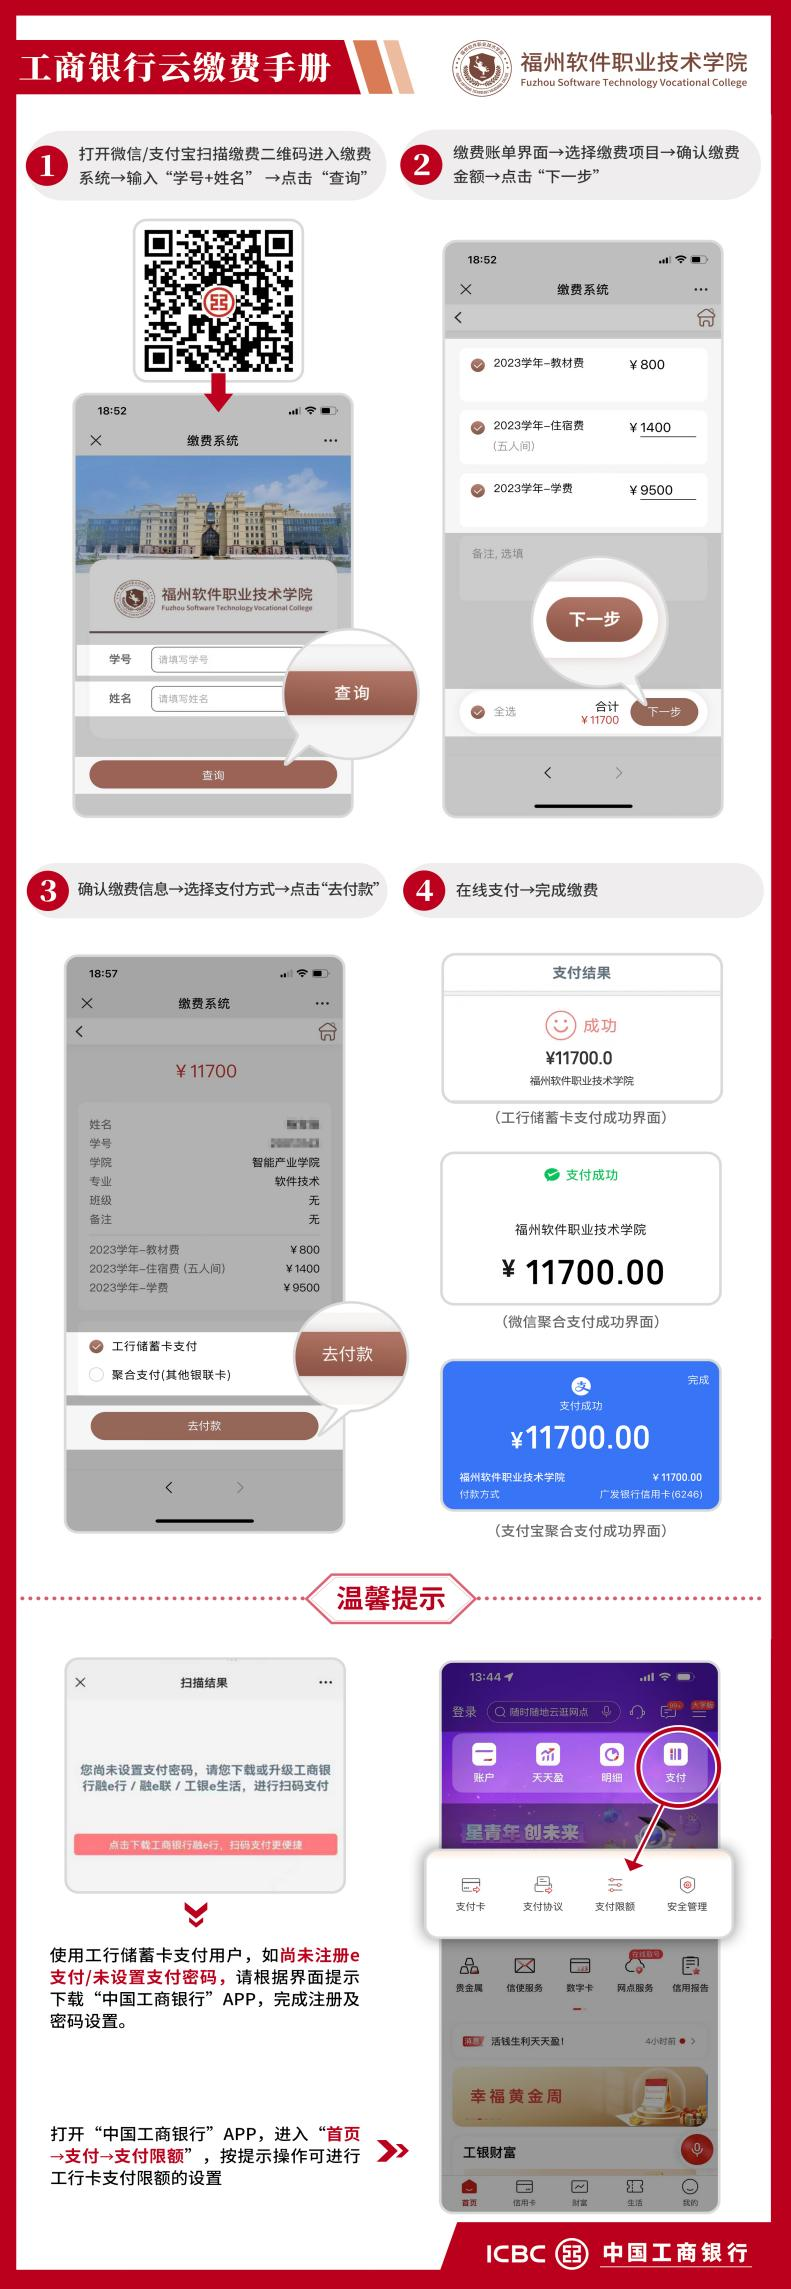 工商银行云缴费手册
福州软件职业技术学院
Fuzhou Software Technology Vocational College
1
打开微信/支付宝扫描缴费二维码进入缴费
系统→输入“学号+姓名” →点击“查询”
2
缴费账单界面→选择缴费项目→确认缴费
金额→点击“下一步”
18:52
缴费系统
福州软件职业技术学院
Fuzhou Software Technology Vocational College
学号 请填写学号
姓名 请填写姓名
查询
查询
18:52
缴费系统
2023学年-教材费 ¥800
2023学年-住宿费 ¥1400
(五人间)
2023学年-学费 ¥9500
备注, 选填
下一步
全选 合计 下一步
¥11700
3
确认缴费信息→选择支付方式→点击“去付款”
4
在线支付→完成缴费
18:57
缴费系统
¥11700
姓名
学号
学院 智能产业学院
专业 软件技术
班级 无
备注 无
2023学年-教材费 ¥800
2023学年-住宿费 (五人间) ¥1400
2023学年-学费 ¥9500
工行储蓄卡支付
聚合支付(其他银联卡)
去付款
去付款
支付结果
成功
¥11700.0
福州软件职业技术学院
（工行储蓄卡支付成功界面）
支付成功
福州软件职业技术学院
¥ 11700.00
（微信聚合支付成功界面）
完成
支付成功
¥11700.00
福州软件职业技术学院 ¥11700.00
付款方式 广发银行信用卡(6246)
（支付宝聚合支付成功界面）
温馨提示
扫描结果
您尚未设置支付密码，请您下载或升级工商银
行融e行 / 融e联 / 工银e生活，进行扫码支付
点击下载工商银行融e行，扫码支付更便捷
使用工行储蓄卡支付用户，如尚未注册e
支付/未设置支付密码，请根据界面提示
下载“中国工商银行”APP，完成注册及
密码设置。
打开“中国工商银行”APP，进入“首页
→支付→支付限额”，按提示操作可进行
工行卡支付限额的设置
13:44
登录 随时随地云逛网点 99+ 大字版
账户 天天盈 明细 支付
星青年 创未来
支付卡 支付协议 支付限额 安全管理
在线取号
贵金属 信使服务 数字卡 网点服务 信用报告
消息 活钱生利天天盈! 4小时前
幸福黄金周
工银财富
首页 信用卡 财富 生活 我的
ICBC 中国工商银行